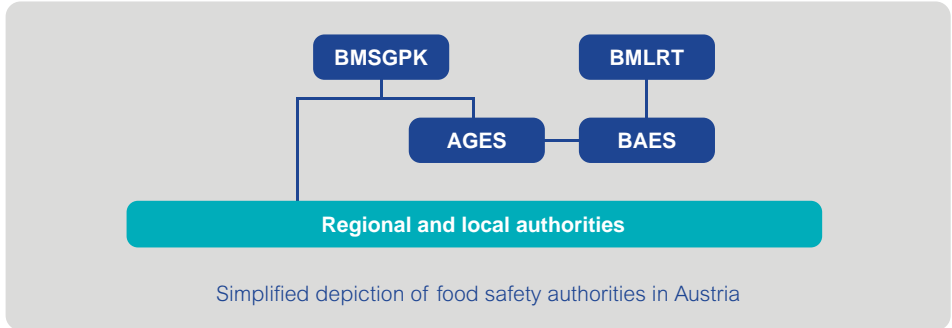 BMSGPK
BMLRT
AGES
BAES
Regional and local authorities
Simplified depiction of food safety authorities in Austria